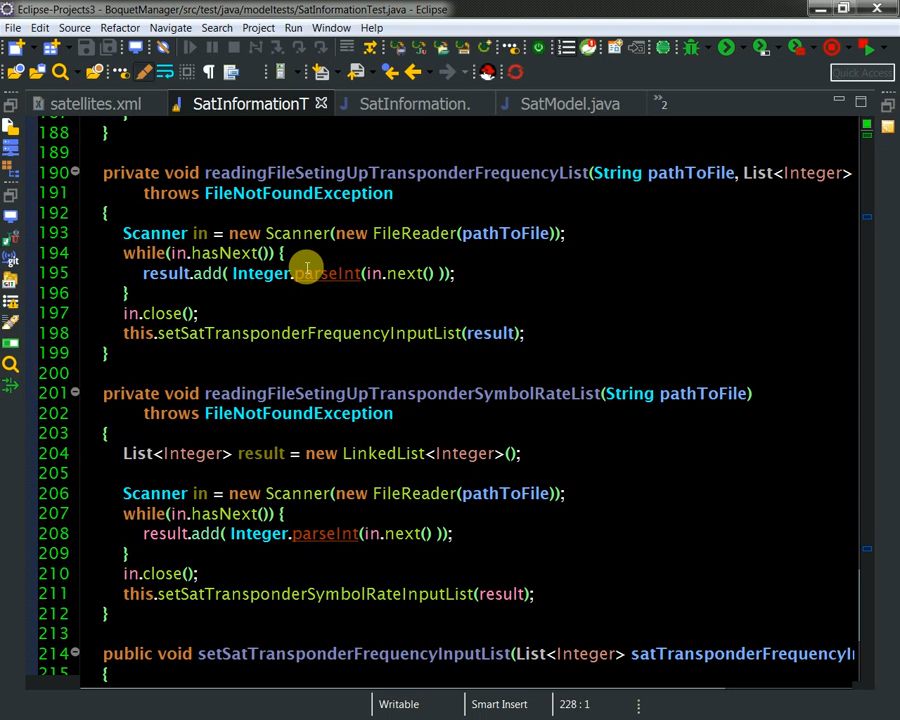 Eclipse-Projects3 - BoquetManager/src/test/java/modeltests/SatInformationTest.java - Eclipse
File Edit Source Refactor Navigate Search Project Run Window Help
Quick Access
satellites.xml SatInformationT SatInformation. SatModel.java »2
188 }
189
190 private void readingFileSetingUpTransponderFrequencyList(String pathToFile, List<Integer>
191 throws FileNotFoundException
192 {
193 Scanner in = new Scanner(new FileReader(pathToFile));
194 while(in.hasNext()) {
195 result.add( Integer.parseInt(in.next() ));
196 }
197 in.close();
198 this.setSatTransponderFrequencyInputList(result);
199 }
200
201 private void readingFileSetingUpTransponderSymbolRateList(String pathToFile)
202 throws FileNotFoundException
203 {
204 List<Integer> result = new LinkedList<Integer>();
205
206 Scanner in = new Scanner(new FileReader(pathToFile));
207 while(in.hasNext()) {
208 result.add( Integer.parseInt(in.next() ));
209 }
210 in.close();
211 this.setSatTransponderSymbolRateInputList(result);
212 }
213
214 public void setSatTransponderFrequencyInputList(List<Integer> satTransponderFrequencyI
215 {
Writable Smart Insert 228 : 1